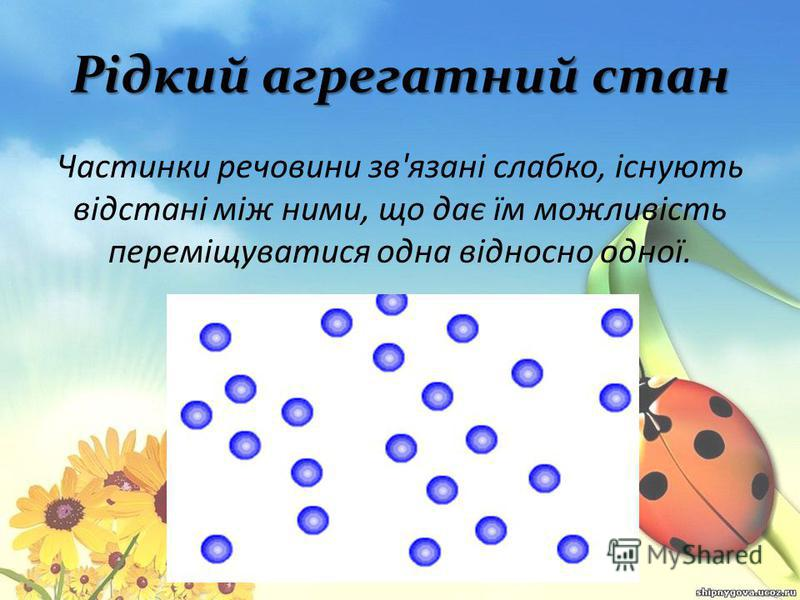 Рідкий агрегатний стан
Частинки речовини зв'язані слабко, існують
відстані між ними, що дає їм можливість
переміщуватися одна відносно одної.
MyShared
shipnygova.ucoz.ru